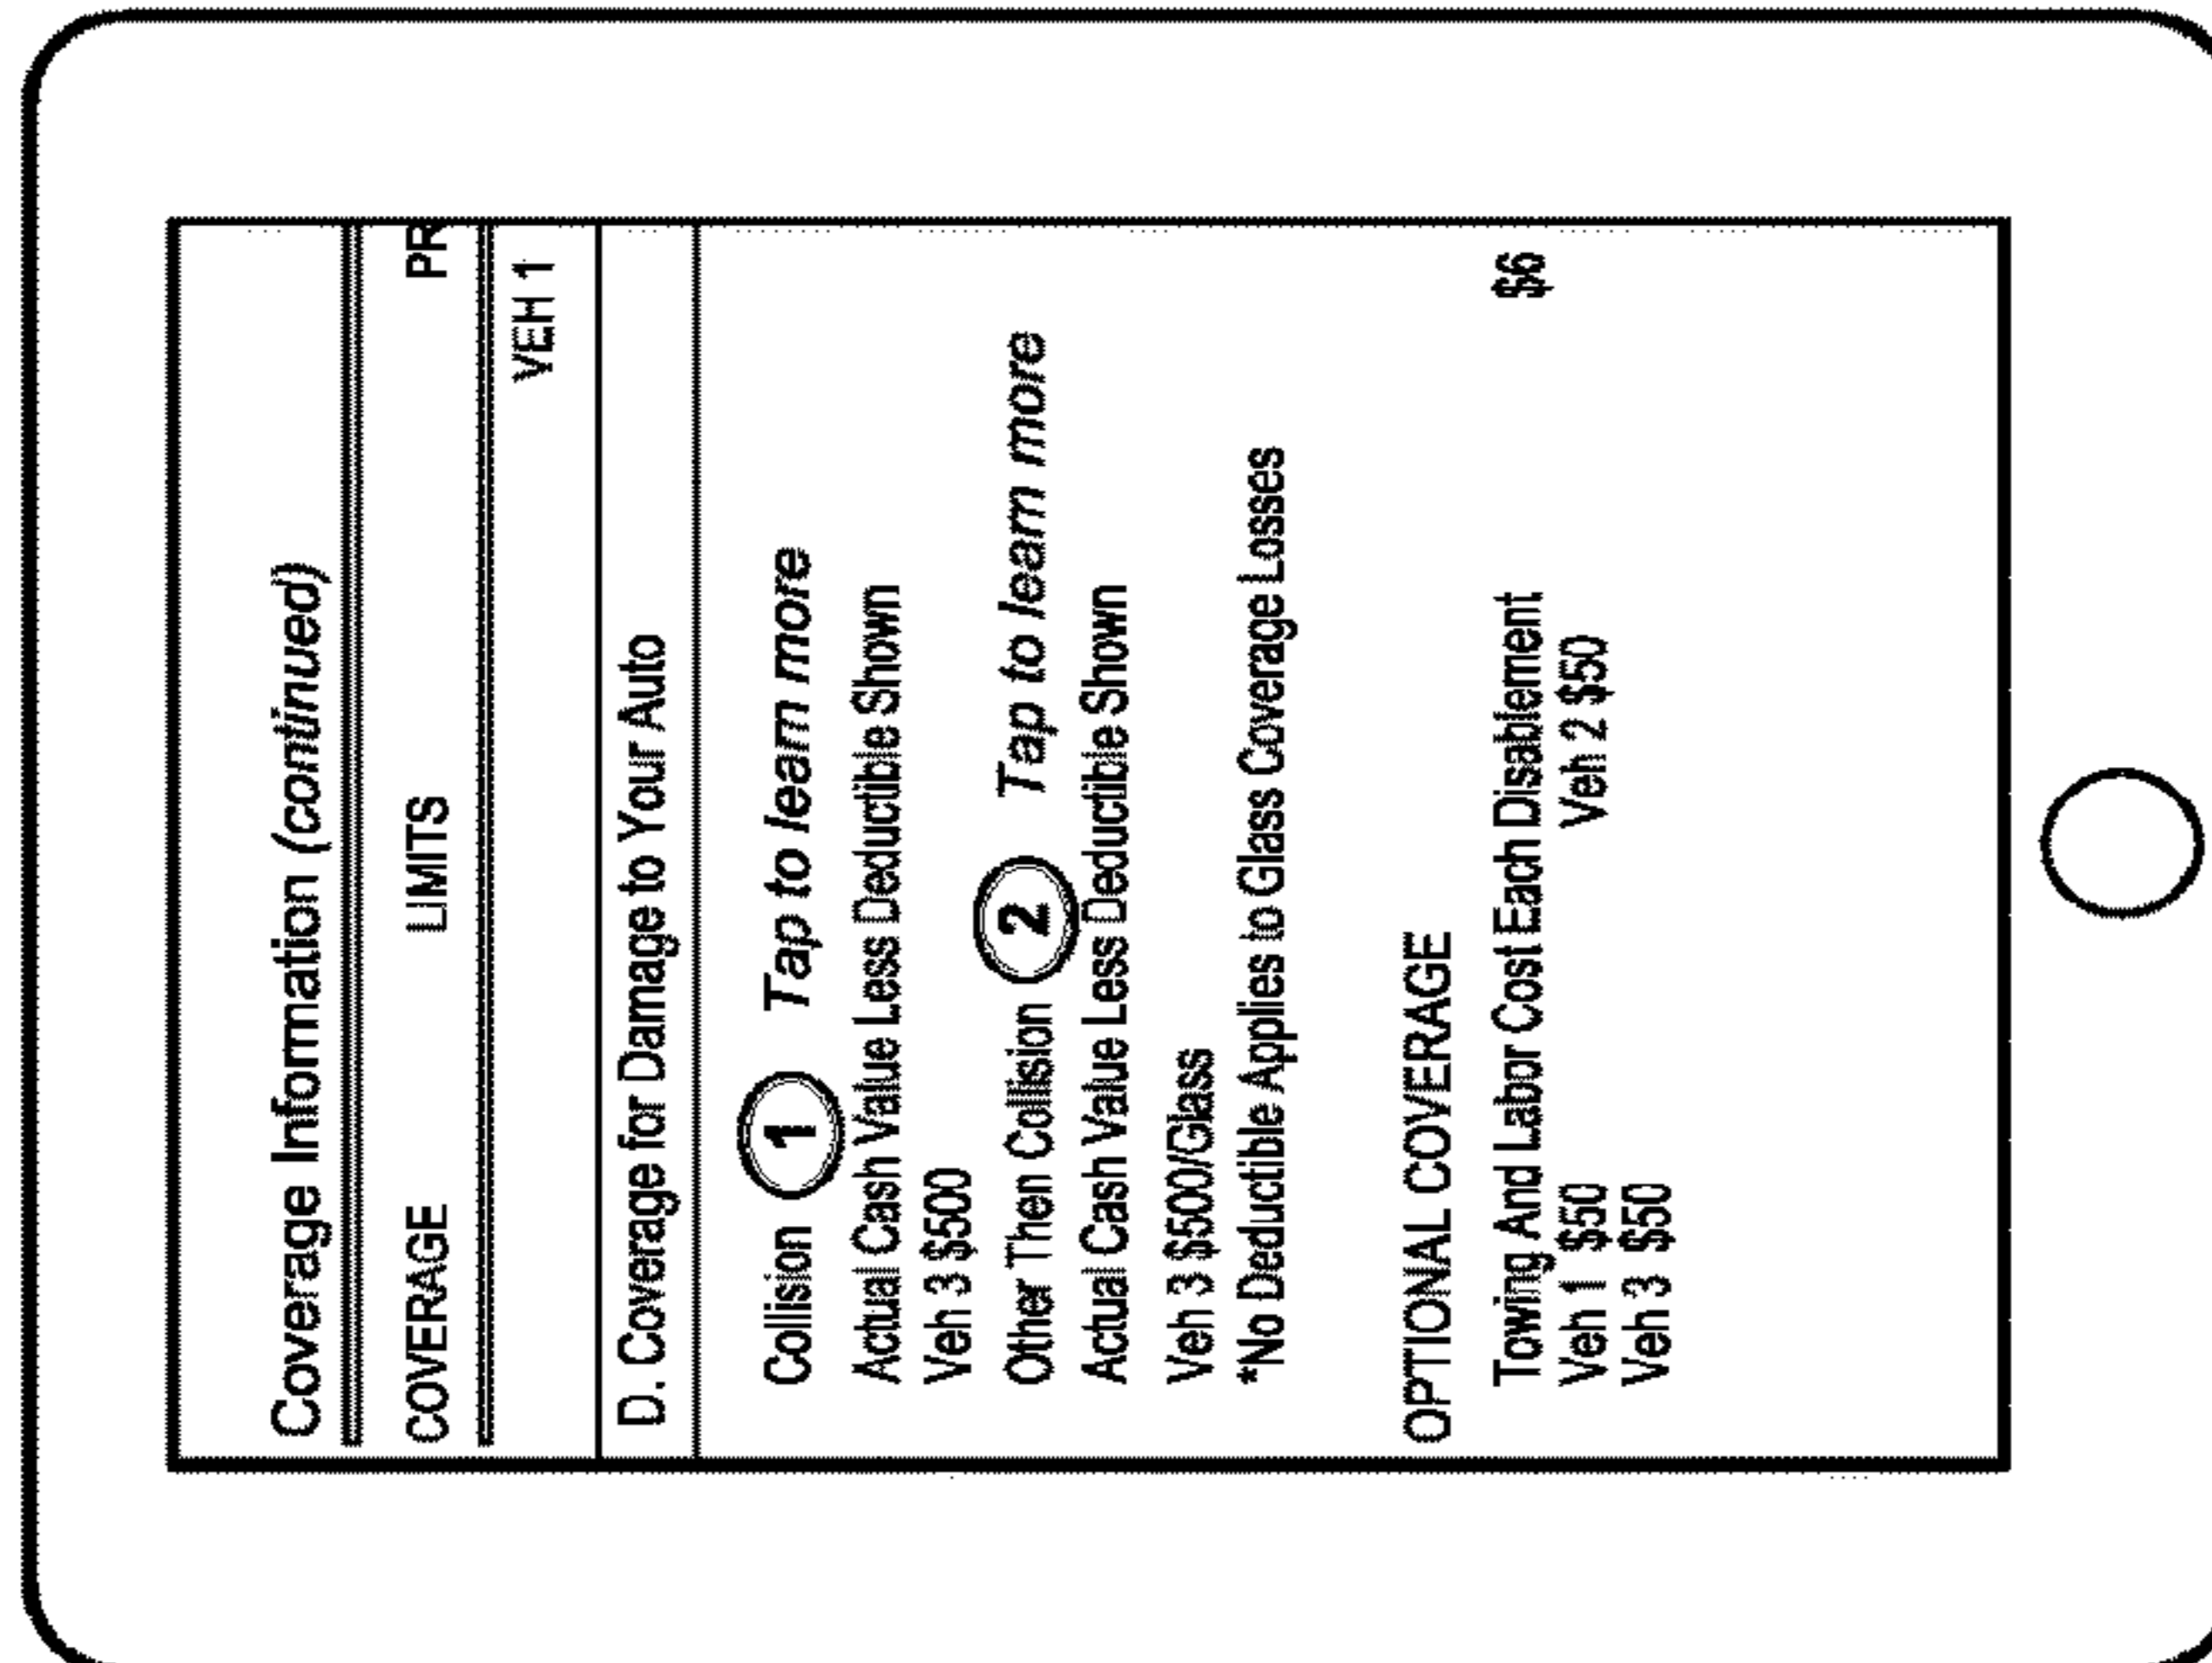 Coverage Information (continued)
COVERAGE LIMITS PR
VEH 1
D. Coverage for Damage to Your Auto
Collision 1 Tap to learn more
Actual Cash Value Less Deductible Shown
Veh 3 $500
Other Then Collision 2 Tap to learn more
Actual Cash Value Less Deductible Shown
Veh 3 $500/Glass
*No Deductible Applies to Glass Coverage Losses
OPTIONAL COVERAGE
Towing And Labor Cost Each Disablement $6
Veh 1 $50 Veh 2 $50
Veh 3 $50